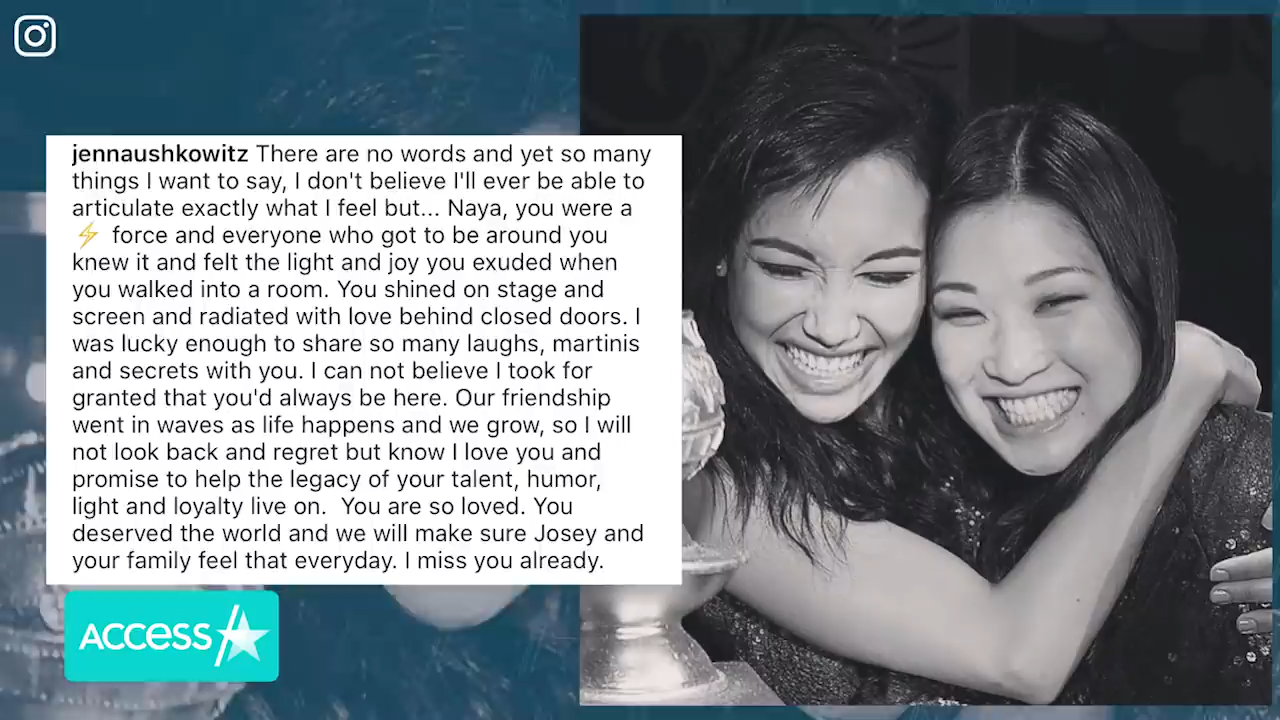 jennaushkowitz There are no words and yet so many
things I want to say, I don't believe I'll ever be able to
articulate exactly what I feel but... Naya, you were a
⚡ force and everyone who got to be around you
knew it and felt the light and joy you exuded when
you walked into a room. You shined on stage and
screen and radiated with love behind closed doors. I
was lucky enough to share so many laughs, martinis
and secrets with you. I can not believe I took for
granted that you'd always be here. Our friendship
went in waves as life happens and we grow, so I will
not look back and regret but know I love you and
promise to help the legacy of your talent, humor,
light and loyalty live on.  You are so loved. You
deserved the world and we will make sure Josey and
your family feel that everyday. I miss you already.
ACCESS